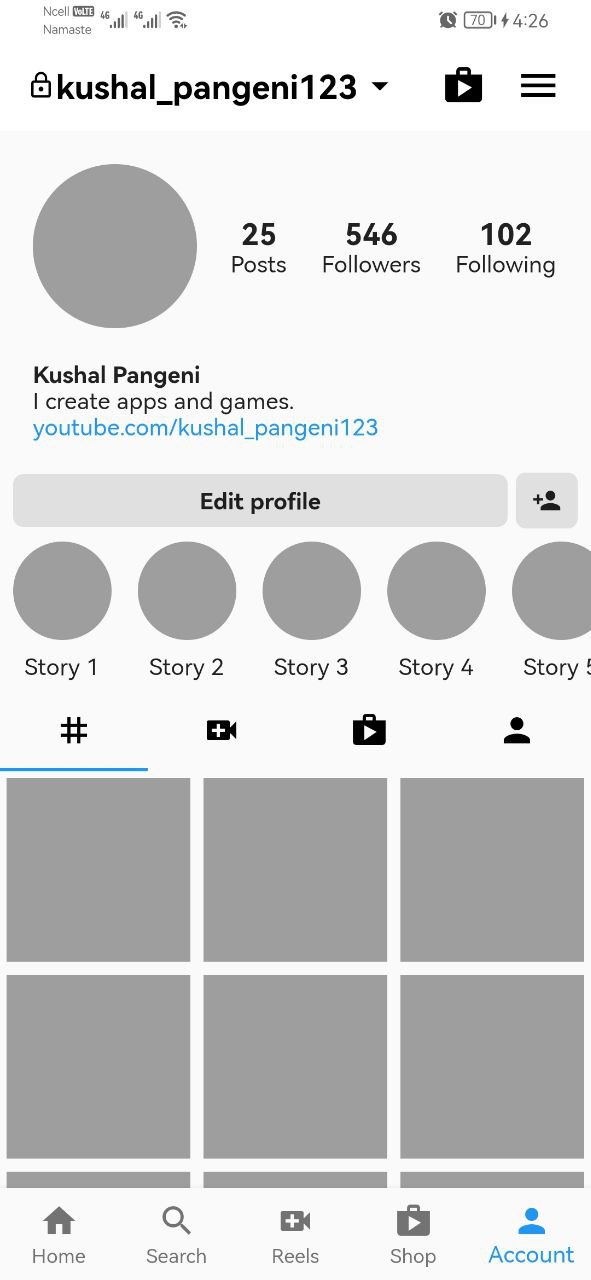 Ncell VoLTE 4G 4G 70 4:26
Namaste
kushal_pangeni123
25 546 102
Posts Followers Following
Kushal Pangeni
I create apps and games.
youtube.com/kushal_pangeni123
Edit profile
Story 1 Story 2 Story 3 Story 4 Story 5
Home Search Reels Shop Account